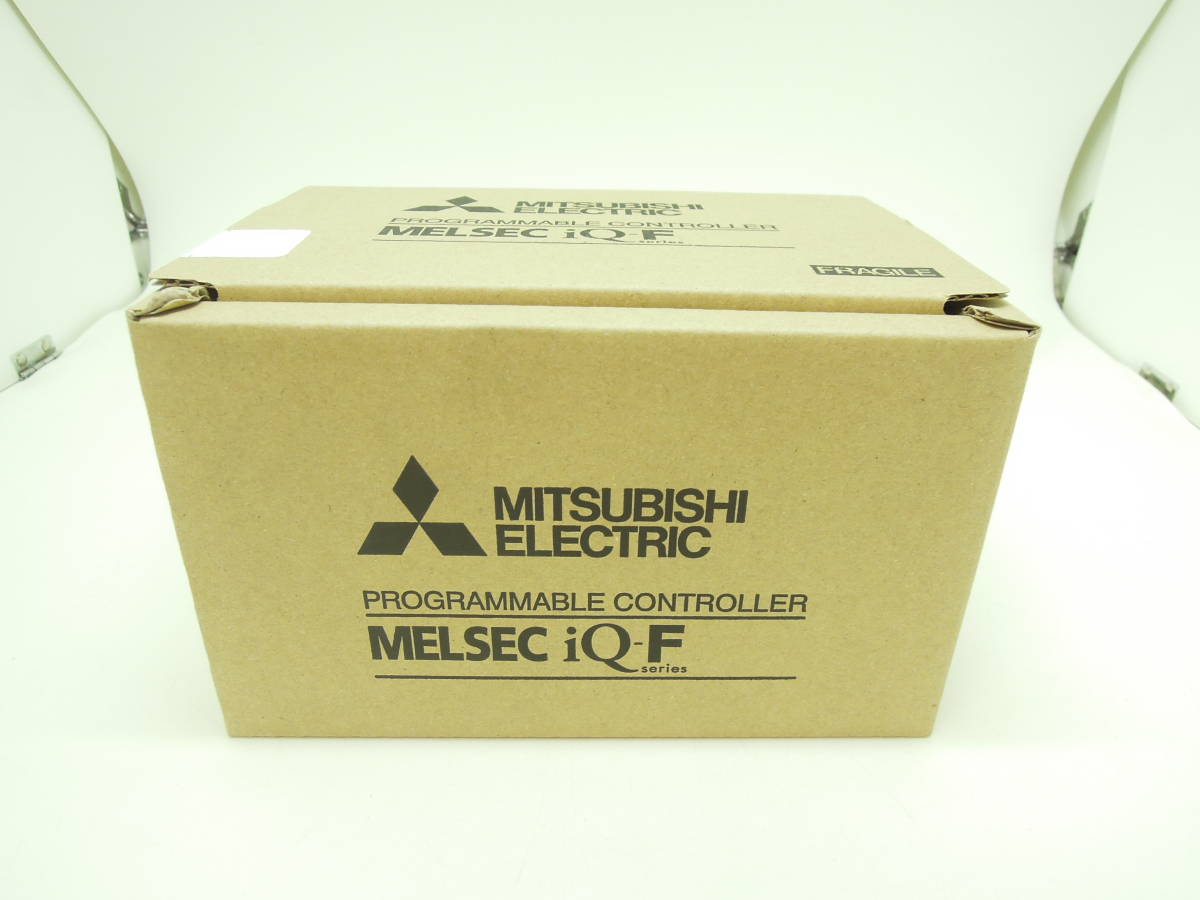 MITSUBISHI
ELECTRIC
PROGRAMMABLE CONTROLLER
MELSEC iQ-F
series
FRAGILE
MITSUBISHI
ELECTRIC
PROGRAMMABLE CONTROLLER
MELSEC iQ-F
series